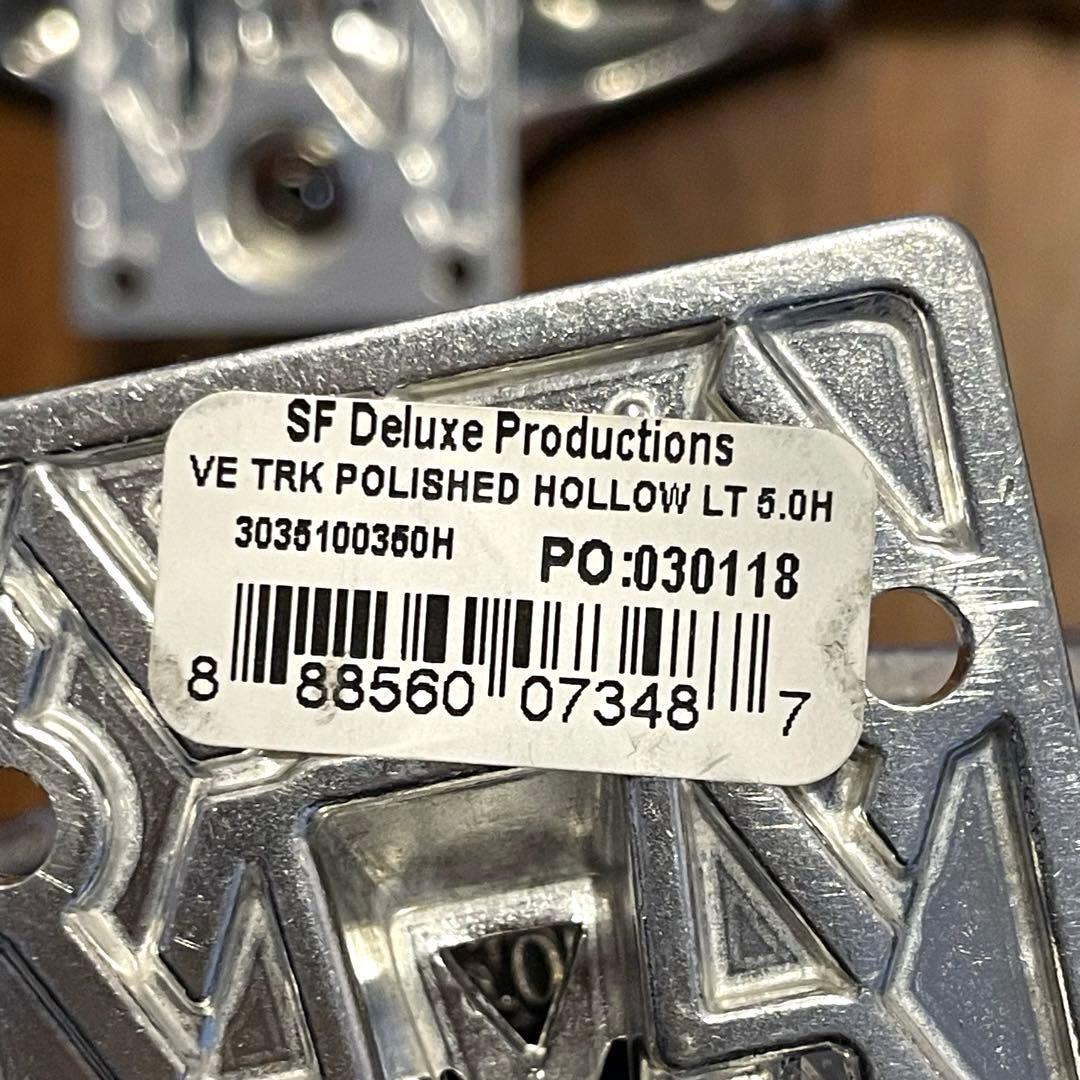 SF Deluxe Productions
VE TRK POLISHED HOLLOW LT 5.0H
3035100350H PO:030118
8 88560 07348 7